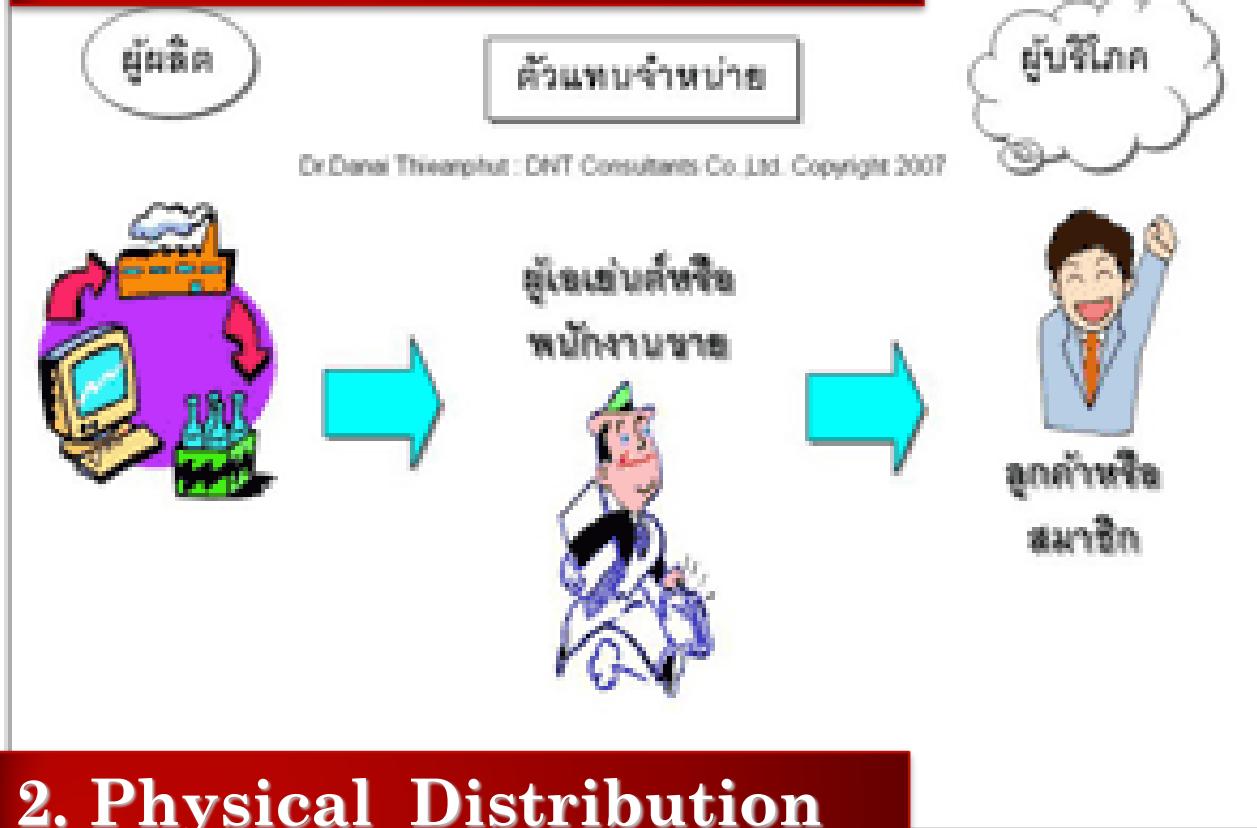 ผู้ผลิต
ตัวแทนจำหน่าย
ผู้บริโภค
Dr.Danai Thieanphut : DNT Consultants Co.,Ltd. Copyright 2007
ผู้เอเย่นต์หรือ
พนักงานขาย
ลูกค้าหรือ
สมาชิก
2. Physical Distribution